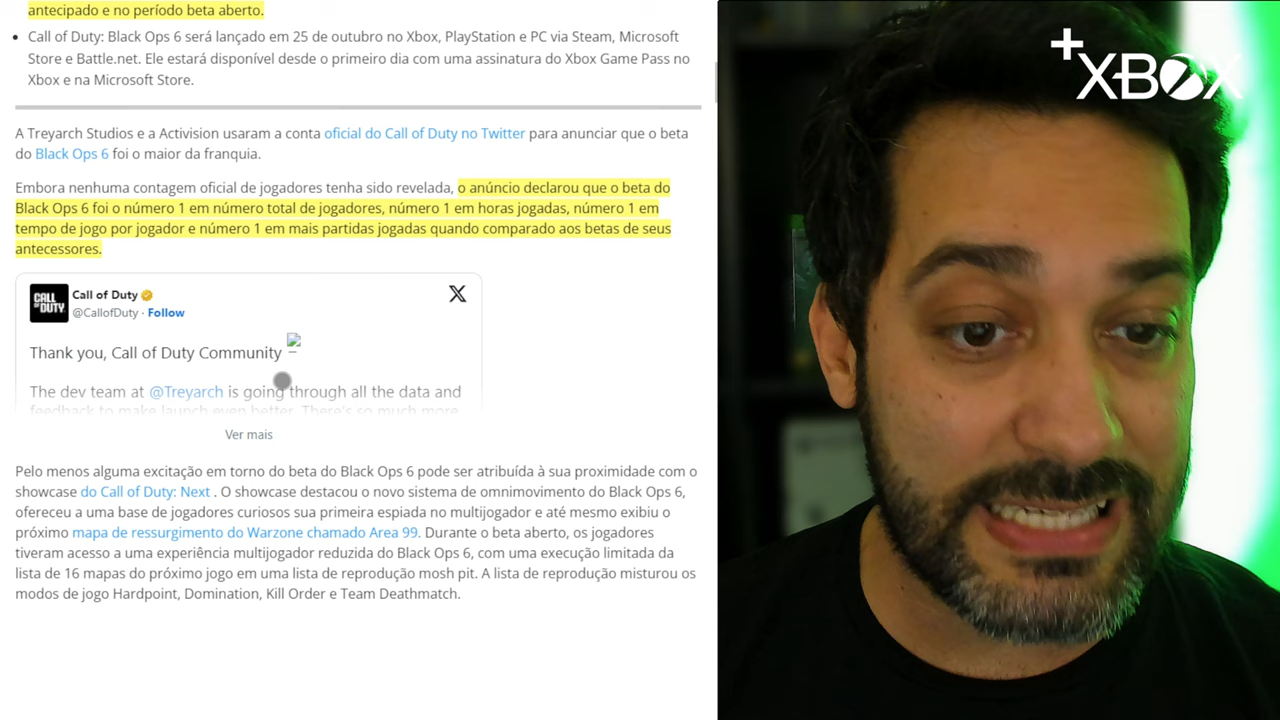 antecipado e no período beta aberto.
Call of Duty: Black Ops 6 será lançado em 25 de outubro no Xbox, PlayStation e PC via Steam, Microsoft
Store e Battle.net. Ele estará disponível desde o primeiro dia com uma assinatura do Xbox Game Pass no
Xbox e na Microsoft Store.
A Treyarch Studios e a Activision usaram a conta oficial do Call of Duty no Twitter para anunciar que o beta
do Black Ops 6 foi o maior da franquia.
Embora nenhuma contagem oficial de jogadores tenha sido revelada, o anúncio declarou que o beta do
Black Ops 6 foi o número 1 em número total de jogadores, número 1 em horas jogadas, número 1 em
tempo de jogo por jogador e número 1 em mais partidas jogadas quando comparado aos betas de seus
antecessores.
CALL OF DUTY
Call of Duty
@CallofDuty · Follow
X
Thank you, Call of Duty Community
The dev team at @Treyarch is going through all the data and
feedback to make launch even better. There's so much more
Ver mais
Pelo menos alguma excitação em torno do beta do Black Ops 6 pode ser atribuída à sua proximidade com o
showcase do Call of Duty: Next . O showcase destacou o novo sistema de omnimovimento do Black Ops 6,
ofereceu a uma base de jogadores curiosos sua primeira espiada no multijogador e até mesmo exibiu o
próximo mapa de ressurgimento do Warzone chamado Area 99. Durante o beta aberto, os jogadores
tiveram acesso a uma experiência multijogador reduzida do Black Ops 6, com uma execução limitada da
lista de 16 mapas do próximo jogo em uma lista de reprodução mosh pit. A lista de reprodução misturou os
modos de jogo Hardpoint, Domination, Kill Order e Team Deathmatch.
+XBOX